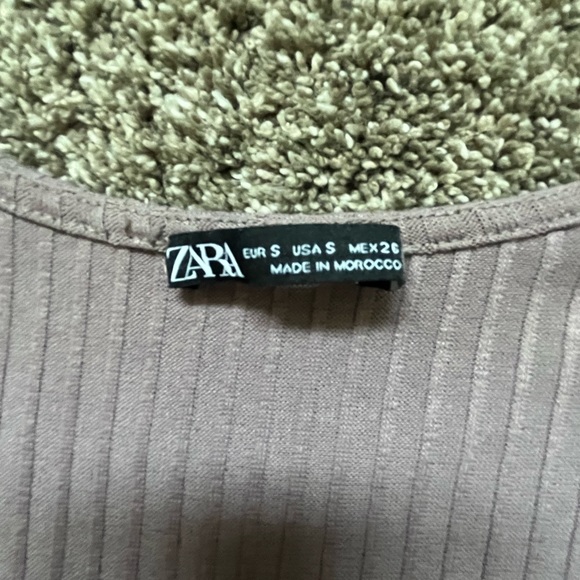 ZARA EUR S USA S MEX 26
MADE IN MOROCCO